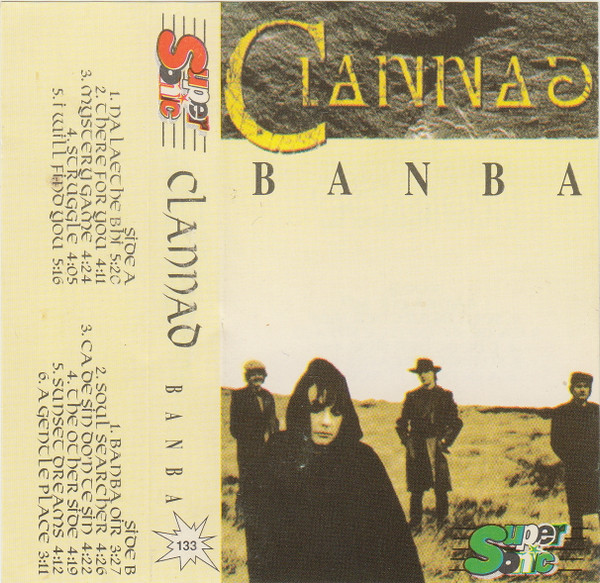 side A
1. NA LAETHE BHI 5:20
2. THERE FOR YOU 4:11
3. MYSTERY GAME 4:24
4. STRUGGLE 4:05
5. I WILL FIND YOU 5:16
side B
1. BANBA OIR 3:27
2. SOUL SEARCHER 4:26
3. CA DE SIN DON TE SIN 4:22
4. THE OTHER SIDE 4:19
5. SUNSET DREAMS 4:12
6. A GENTLE PLACE 3:11
Super
Sonic
CLANNAD BANBA
133
CLANNAD
BANBA
Super
Sonic